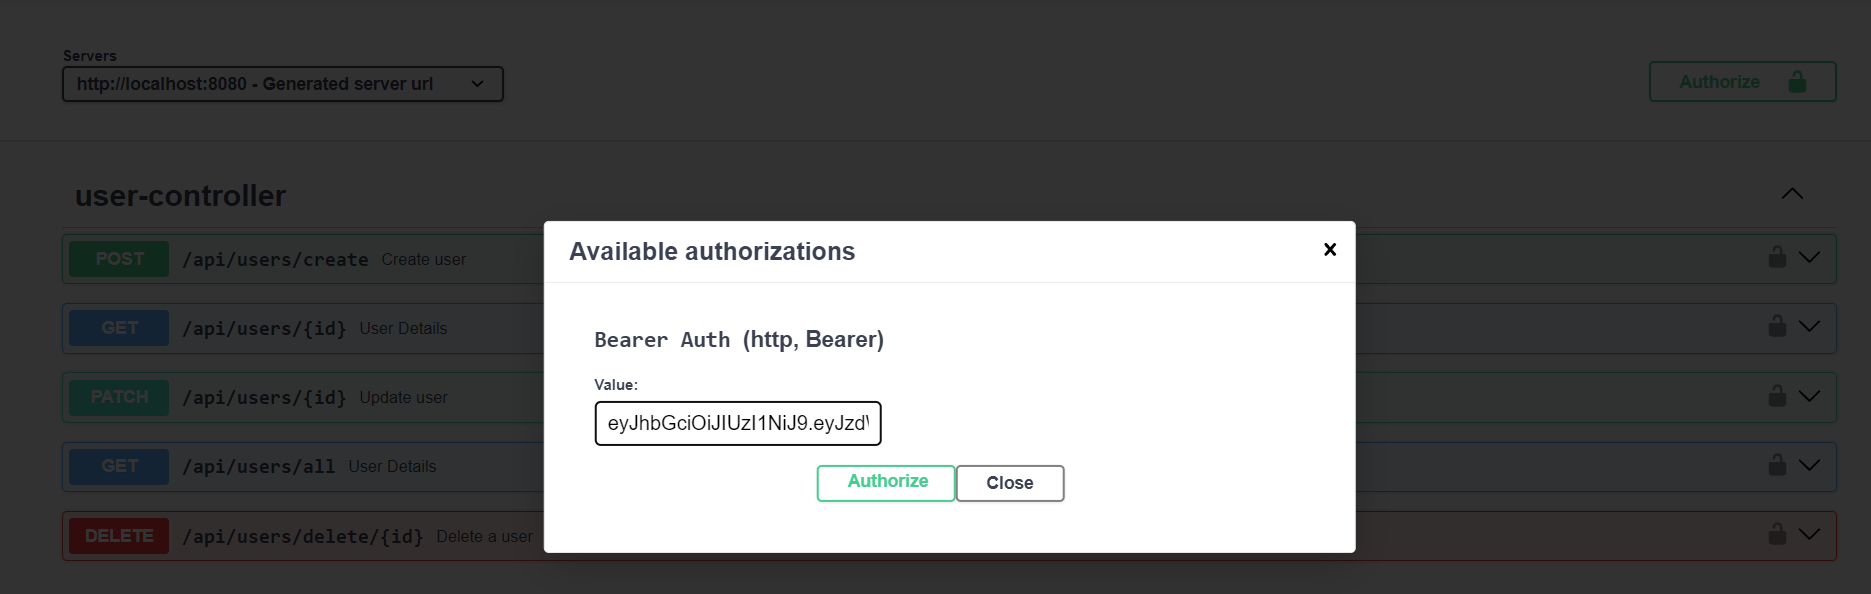 Servers
http://localhost:8080 - Generated server url
Authorize
user-controller
POST /api/users/create Create user
GET /api/users/{id} User Details
PATCH /api/users/{id} Update user
GET /api/users/all User Details
DELETE /api/users/delete/{id} Delete a user
Available authorizations
Bearer Auth (http, Bearer)
Value:
eyJhbGciOiJIUzI1NiJ9.eyJzd
Authorize Close